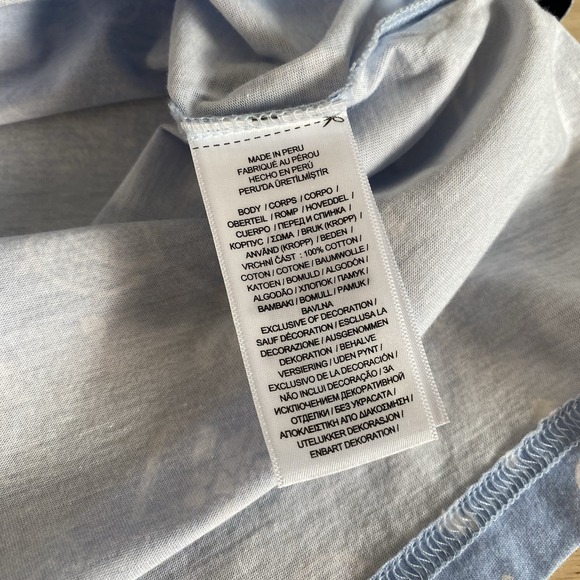 MADE IN PERU
FABRIQUÉ AU PÉROU
HECHO EN PERÚ
PERU'DA ÜRETİLMİŞTİR
BODY / CORPS / CORPO /
OBERTEIL / ROMP / HOVEDDEL /
CUERPO / ПЕРЕД И СПИНКА /
КОРПУС / ΣΩΜΑ / BRUK (KROPP) /
ANVÄND (KROPP) / BEDEN /
VRCHNÍ ČÁST : 100% COTTON /
COTON / COTONE / BAUMWOLLE /
KATOEN / BOMULD / ALGODÓN /
ALGODÃO / ХЛОПОК / ПАМУК /
ΒΑΜΒΑΚΙ / BOMULL / PAMUK /
BAVLNA
EXCLUSIVE OF DECORATION /
SAUF DÉCORATION / ESCLUSA LA
DECORAZIONE / AUSGENOMMEN
DEKORATION / BEHALVE
VERSIERING / UDEN PYNT /
EXCLUSIVO DE LA DECORACIÓN /
NÃO INCLUI DECORAÇÃO / ЗА
ИСКЛЮЧЕНИЕМ ДЕКОРАТИВНОЙ
ОТДЕЛКИ / БЕЗ УКРАСАТА /
ΑΠΟΚΛΕΙΣΤΙΚΗ ΑΠΟ ΔΙΑΚΟΣΜΗΣΗ /
UTELUKKER DEKORASJON /
ENBART DEKORATION /